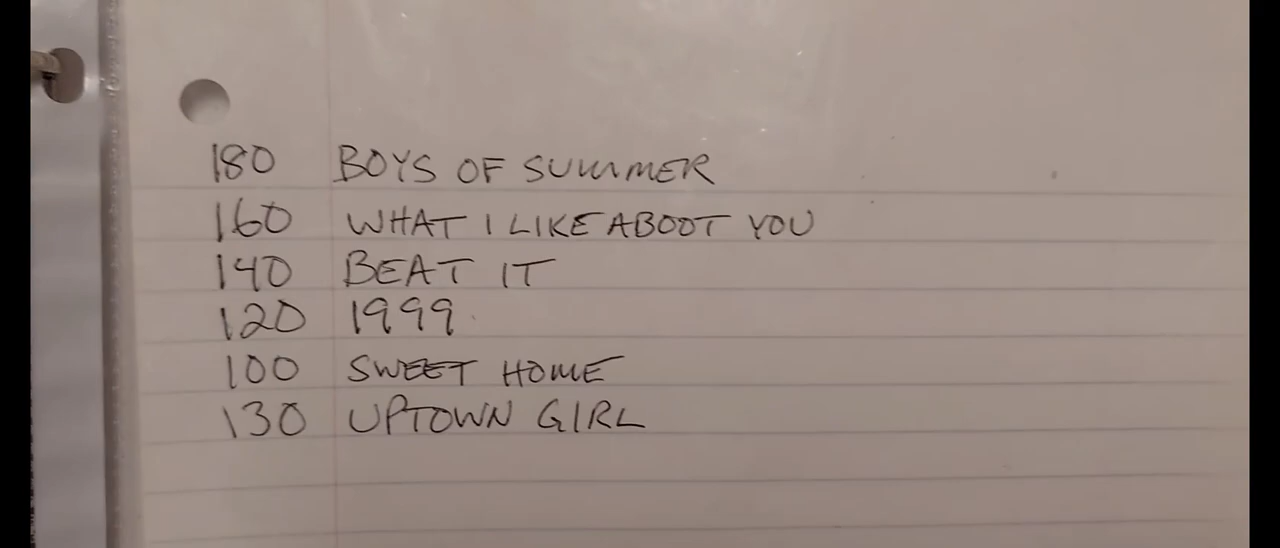 180 BOYS OF SUMMER
160 WHAT I LIKE ABOOT YOU
140 BEAT IT
120 1999
100 SWEET HOME
130 UPTOWN GIRL